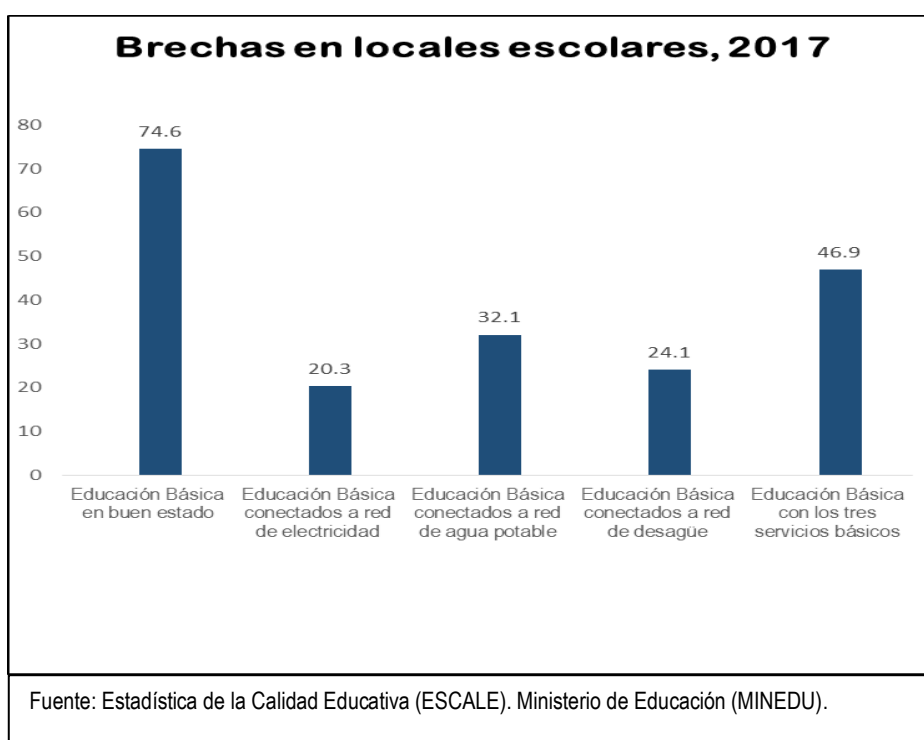 Brechas en locales escolares, 2017
80
70
60
50
40
30
20
10
0
74.6
20.3
32.1
24.1
46.9
Educación Básica
en buen estado
Educación Básica
conectados a red
de electricidad
Educación Básica
conectados a red
de agua potable
Educación Básica
conectados a red
de desagüe
Educación Básica
con los tres
servicios básicos
Fuente: Estadística de la Calidad Educativa (ESCALE). Ministerio de Educación (MINEDU).